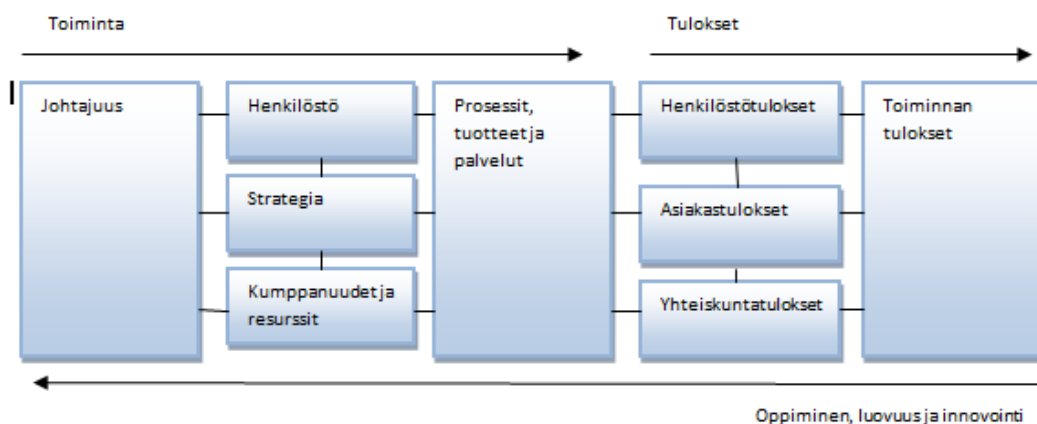 Toiminta
Tulokset
Johtajuus
Henkilöstö
Prosessit,
tuotteet ja
palvelut
Henkilöstötulokset
Toiminnan
tulokset
Strategia
Asiakastulokset
Kumppanuudet ja
resurssit
Yhteiskuntatulokset
Oppiminen, luovuus ja innovointi